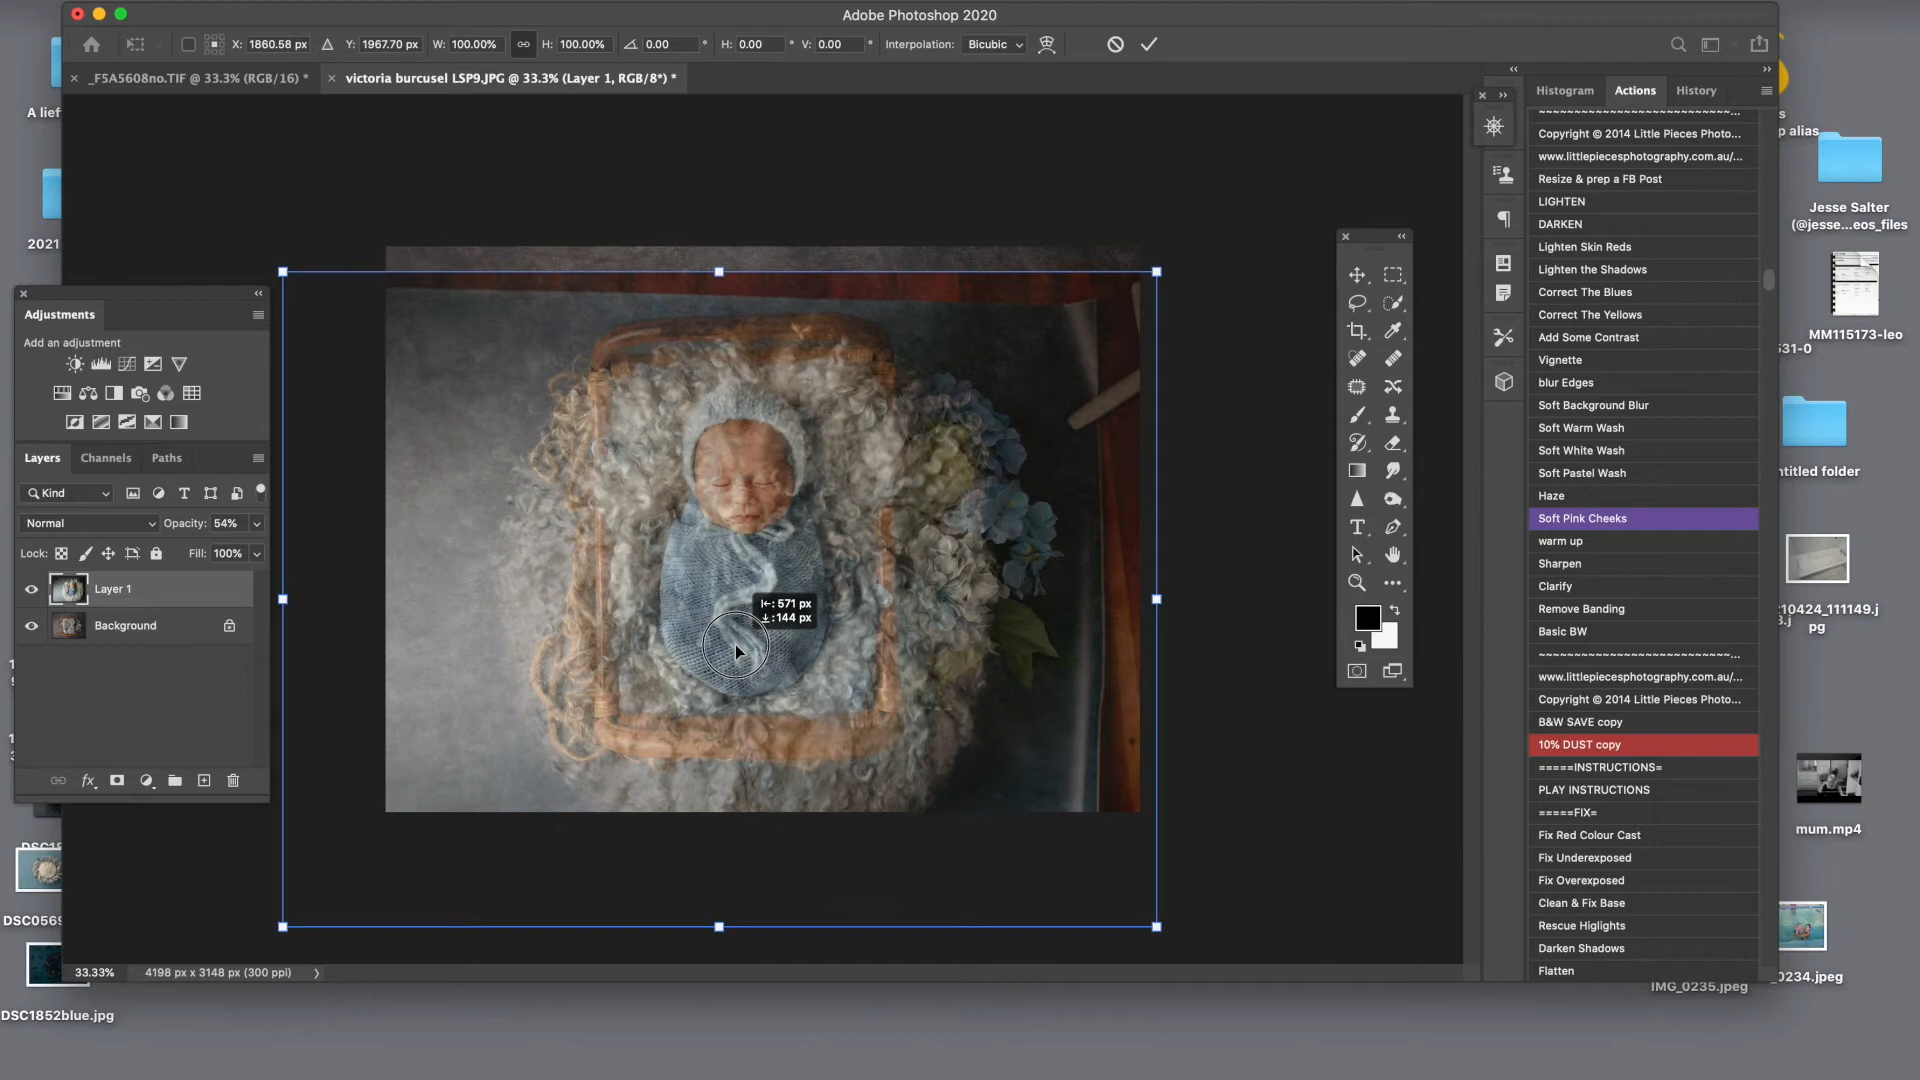 Adobe Photoshop 2020
X: 1860.58 px
Y: 1967.70 px
W: 100.00%
H: 100.00%
0.00 °
H: 0.00 °
V: 0.00 °
Interpolation: Bicubic
_F5A5608no.TIF @ 33.3% (RGB/16) *
victoria burcusel LSP9.JPG @ 33.3% (Layer 1, RGB/8*) *
Histogram
Actions
History
~~~~~~~~~~~~~~~~~~~~~~~~~~~...
Copyright © 2014 Little Pieces Photo...
www.littlepiecesphotography.com.au/...
Resize & prep a FB Post
LIGHTEN
DARKEN
Lighten Skin Reds
Lighten the Shadows
Correct The Blues
Correct The Yellows
Add Some Contrast
Vignette
blur Edges
Soft Background Blur
Soft Warm Wash
Soft White Wash
Soft Pastel Wash
Haze
Soft Pink Cheeks
warm up
Sharpen
Clarify
Remove Banding
Basic BW
~~~~~~~~~~~~~~~~~~~~~~~~~~~...
www.littlepiecesphotography.com.au/...
Copyright © 2014 Little Pieces Photo...
B&W SAVE copy
10% DUST copy
=====INSTRUCTIONS=
PLAY INSTRUCTIONS
=====FIX=
Fix Red Colour Cast
Fix Underexposed
Fix Overexposed
Clean & Fix Base
Rescue Higlights
Darken Shadows
Flatten
Adjustments
Add an adjustment
Layers
Channels
Paths
Kind
Normal
Opacity: 54%
Lock:
Fill: 100%
Layer 1
Background
: 571 px
: 144 px
33.33%
4198 px x 3148 px (300 ppi)
A lief
2021
244
DSC18
DSC0569
DSC1852blue.jpg
s
p alias
Jesse Salter
(@jesse...eos_files
MM115173-leo
531-0
ntitled folder
210424_111149.j
pg
3.j
mum.mp4
_0234.jpeg
IMG_0235.jpeg